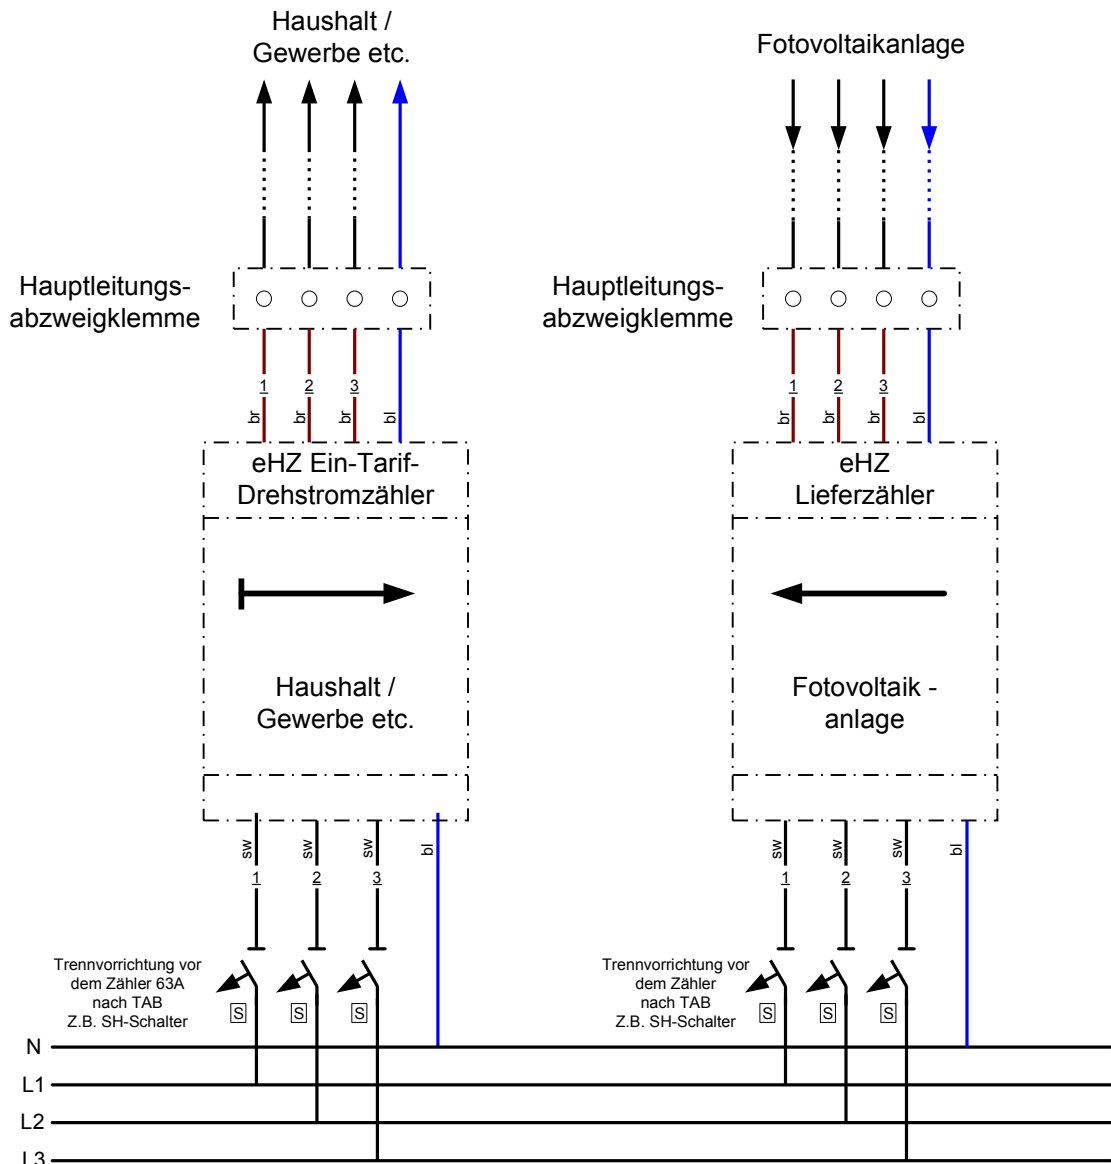 Haushalt /
Gewerbe etc.
Fotovoltaikanlage
Hauptleitungs-
abzweigklemme
Hauptleitungs-
abzweigklemme
1 2 3
br br br bl
1 2 3
br br br bl
eHZ Ein-Tarif-
Drehstromzähler
eHZ
Lieferzähler
Haushalt /
Gewerbe etc.
Fotovoltaik -
anlage
sw sw sw bl
1 2 3
sw sw sw bl
1 2 3
Trennvorrichtung vor
dem Zähler 63A
nach TAB
Z.B. SH-Schalter
S S S
Trennvorrichtung vor
dem Zähler
nach TAB
Z.B. SH-Schalter
S S S
N
L1
L2
L3